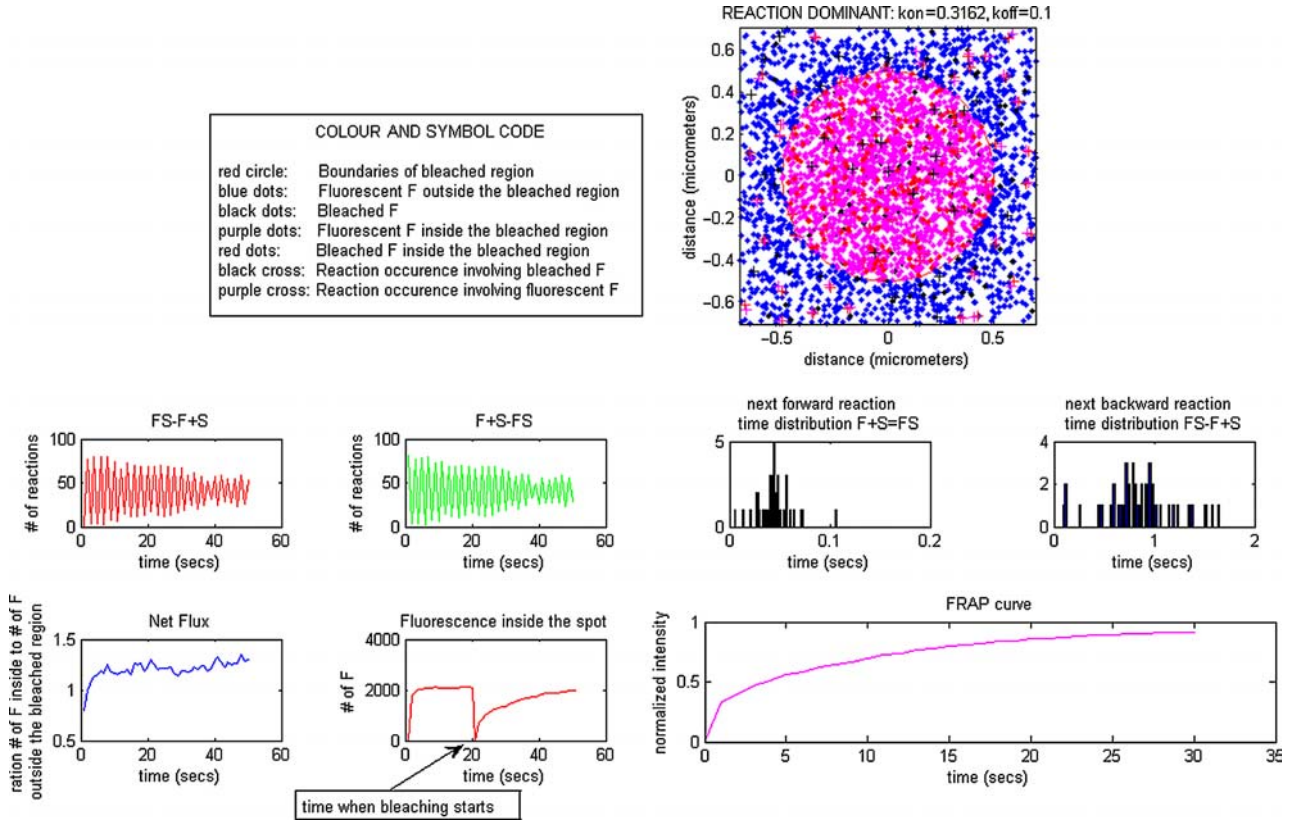 REACTION DOMINANT: kon=0.3162, koff=0.1
0.6
0.4
0.2
0
−0.2
−0.4
−0.6
distance (micrometers)
−0.5
0
0.5
distance (micrometers)
COLOUR AND SYMBOL CODE
red circle: Boundaries of bleached region
blue dots: Fluorescent F outside the bleached region
black dots: Bleached F
purple dots: Fluorescent F inside the bleached region
red dots: Bleached F inside the bleached region
black cross: Reaction occurence involving bleached F
purple cross: Reaction occurence involving fluorescent F
FS-F+S
# of reactions
100
50
0
0 20 40 60
time (secs)
F+S-FS
# of reactions
100
50
0
0 20 40 60
time (secs)
next forward reaction
time distribution F+S=FS
5
0
0 0.1 0.2
time (secs)
next backward reaction
time distribution FS-F+S
4
2
0
0 1 2
time (secs)
Net Flux
ration # of F inside to # of F
outside the bleached region
1.5
1
0.5
0 20 40 60
time (secs)
Fluorescence inside the spot
# of F
4000
2000
0
0 20 40 60
time (secs)
time when bleaching starts
FRAP curve
normalized intensity
1
0.5
0
0 5 10 15 20 25 30 35
time (secs)